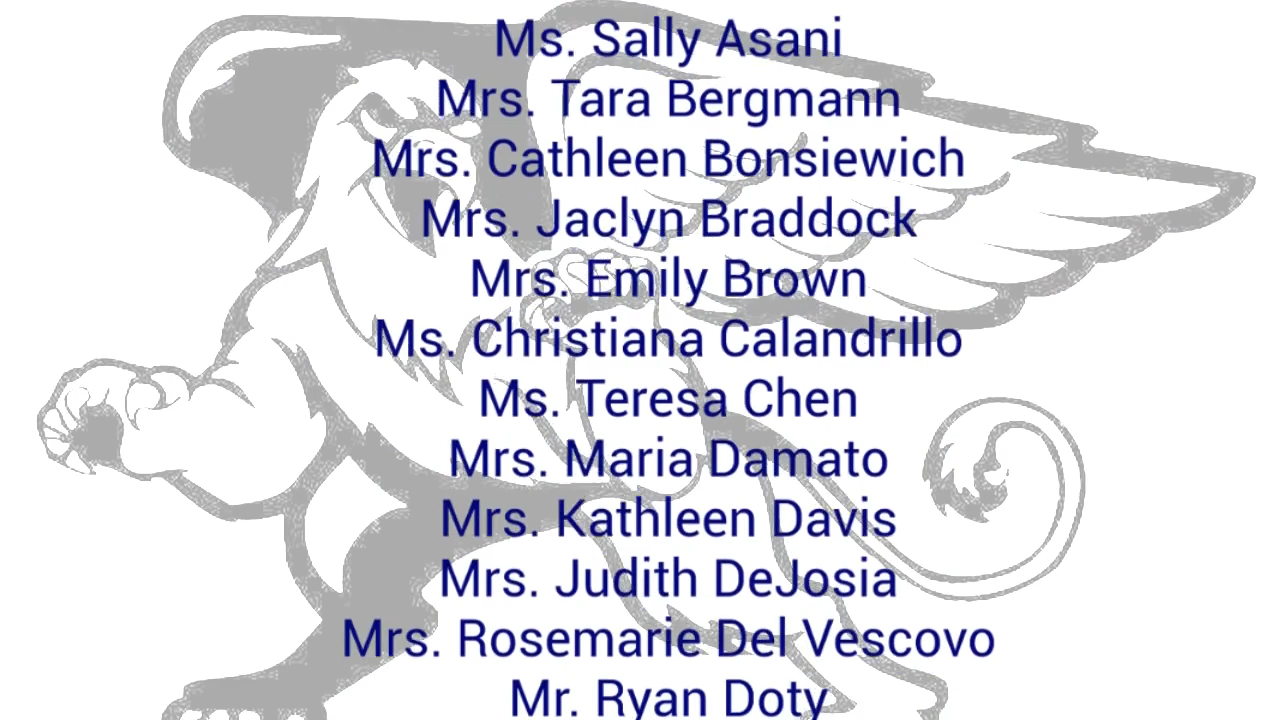 Ms. Sally Asani
Mrs. Tara Bergmann
Mrs. Cathleen Bonsiewich
Mrs. Jaclyn Braddock
Mrs. Emily Brown
Ms. Christiana Calandrillo
Ms. Teresa Chen
Mrs. Maria Damato
Mrs. Kathleen Davis
Mrs. Judith DeJosia
Mrs. Rosemarie Del Vescovo
Mr. Ryan Doty